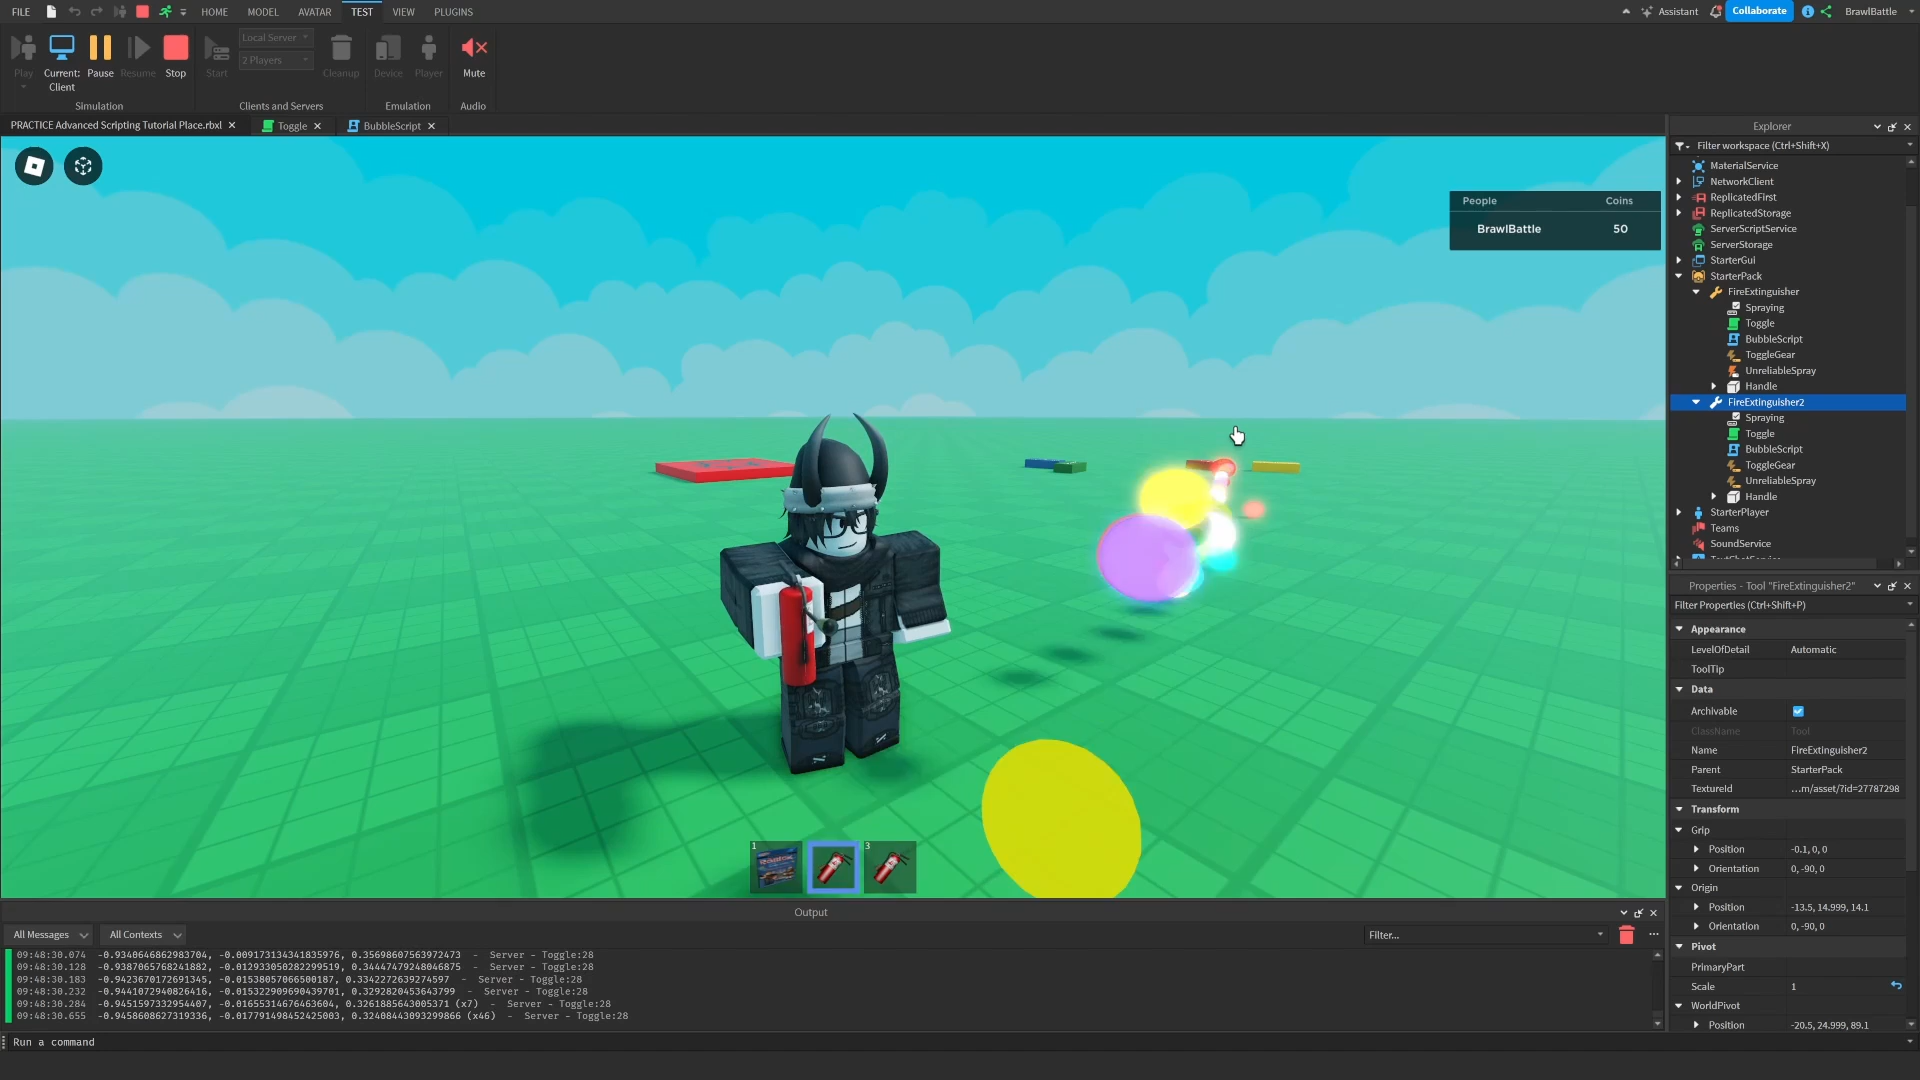 FILE HOME MODEL AVATAR TEST VIEW PLUGINS Assistant Collaborate BrawlBattle
Play Current: Client Pause Resume Stop Start Local Server 2 Players Cleanup Device Player Mute
Simulation Clients and Servers Emulation Audio
PRACTICE Advanced Scripting Tutorial Place.rbxl Toggle BubbleScript
People Coins
BrawlBattle 50
1 3
Explorer
Filter workspace (Ctrl+Shift+X)
MaterialService
NetworkClient
ReplicatedFirst
ReplicatedStorage
ServerScriptService
ServerStorage
StarterGui
StarterPack
FireExtinguisher
Spraying
Toggle
BubbleScript
ToggleGear
UnreliableSpray
Handle
FireExtinguisher2
Spraying
Toggle
BubbleScript
ToggleGear
UnreliableSpray
Handle
StarterPlayer
Teams
SoundService
Properties - Tool "FireExtinguisher2"
Filter Properties (Ctrl+Shift+P)
Appearance
LevelOfDetail Automatic
ToolTip
Data
Archivable
ClassName Tool
Name FireExtinguisher2
Parent StarterPack
TextureId ...m/asset/?id=27787298
Transform
Grip
Position -0.1, 0, 0
Orientation 0, -90, 0
Origin
Position -13.5, 14.999, 14.1
Orientation 0, -90, 0
Pivot
PrimaryPart
Scale 1
WorldPivot
Position -20.5, 24.999, 89.1
Output
All Messages All Contexts Filter...
09:48:30.074 -0.9340646862983704, -0.009173134341835976, 0.35698607563972473 - Server - Toggle:28
09:48:30.128 -0.9387065768241882, -0.012933050282299519, 0.34447479248046875 - Server - Toggle:28
09:48:30.183 -0.9423670172691345, -0.01538057066500187, 0.3342272639274597 - Server - Toggle:28
09:48:30.232 -0.9441072940826416, -0.015322909690439701, 0.3292820453643799 - Server - Toggle:28
09:48:30.284 -0.9451597332954407, -0.01655314676463604, 0.3261885643005371 (x7) - Server - Toggle:28
09:48:30.655 -0.9458608627319336, -0.017791498452425003, 0.32408443093299866 (x46) - Server - Toggle:28
Run a command